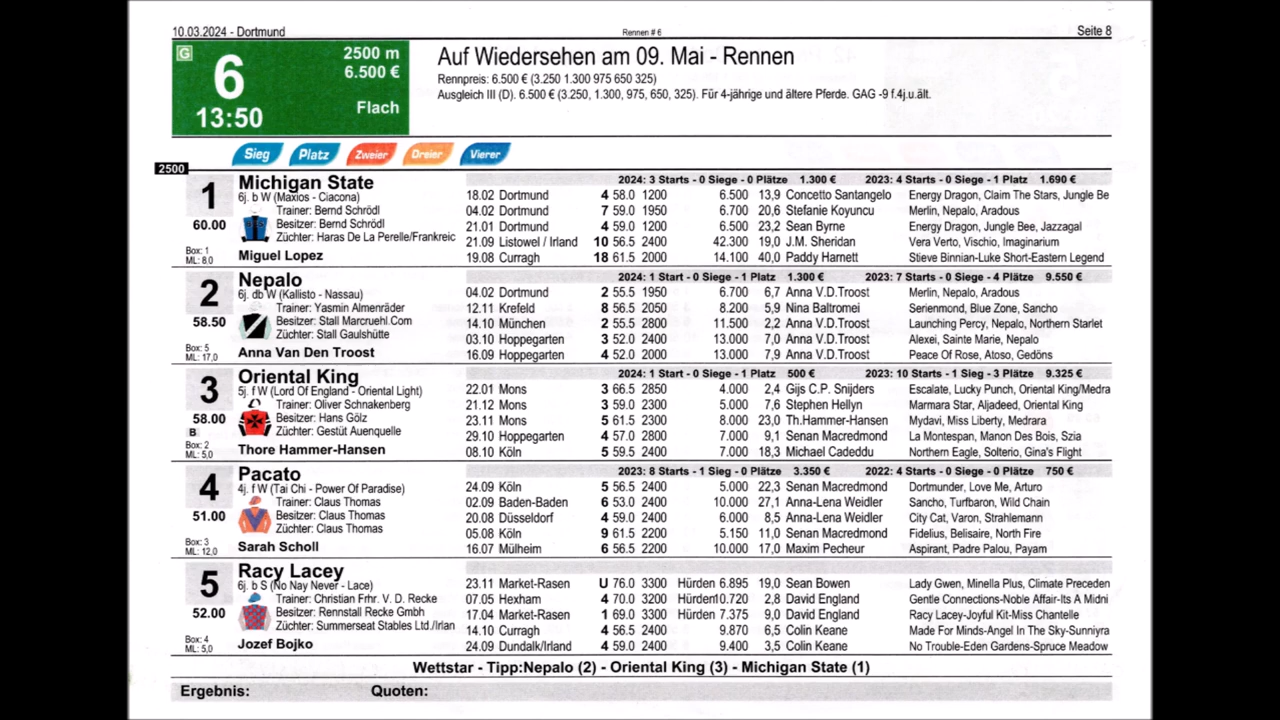 10.03.2024 - Dortmund Rennen # 6 Seite 8
G
6
13:50
2500 m
6.500 €
Flach
Auf Wiedersehen am 09. Mai - Rennen
Rennpreis: 6.500 € (3.250 1.300 975 650 325)
Ausgleich III (D). 6.500 € (3.250, 1.300, 975, 650, 325). Für 4-jährige und ältere Pferde. GAG -9 f.4j.u.ält.
Sieg Platz Zweier Dreier Vierer
2500
1
60.00
Box: 1
ML: 8,0
Michigan State
6j. b W (Maxios - Ciacona)
Trainer: Bernd Schrödl
Besitzer: Bernd Schrödl
Züchter: Haras De La Perelle/Frankreic
Miguel Lopez
2024: 3 Starts - 0 Siege - 0 Plätze 1.300 € 2023: 4 Starts - 0 Siege - 1 Platz 1.690 €
18.02 Dortmund 4 58.0 1200 6.500 13,9 Concetto Santangelo Energy Dragon, Claim The Stars, Jungle Be
04.02 Dortmund 7 59.0 1950 6.700 20,6 Stefanie Koyuncu Merlin, Nepalo, Aradous
21.01 Dortmund 4 59.0 1200 6.500 23,2 Sean Byrne Energy Dragon, Jungle Bee, Jazzagal
21.09 Listowel / Irland 10 56.5 2400 42.300 19,0 J.M. Sheridan Vera Verto, Vischio, Imaginarium
19.08 Curragh 18 61.5 2000 14.100 40,0 Paddy Harnett Stieve Binnian-Luke Short-Eastern Legend
2
58.50
Box: 5
ML: 17,0
Nepalo
6j. db W (Kallisto - Nassau)
Trainer: Yasmin Almenräder
Besitzer: Stall Marcruehl.Com
Züchter: Stall Gaulshütte
Anna Van Den Troost
2024: 1 Start - 0 Siege - 1 Platz 1.300 € 2023: 7 Starts - 0 Siege - 4 Plätze 9.550 €
04.02 Dortmund 2 55.5 1950 6.700 6,7 Anna V.D.Troost Merlin, Nepalo, Aradous
12.11 Krefeld 8 56.5 2050 8.200 5,9 Nina Baltromei Serienmond, Blue Zone, Sancho
14.10 München 2 55.5 2800 11.500 2,2 Anna V.D.Troost Launching Percy, Nepalo, Northern Starlet
03.10 Hoppegarten 3 52.0 2400 13.000 7,0 Anna V.D.Troost Alexei, Sainte Marie, Nepalo
16.09 Hoppegarten 4 52.0 2000 13.000 7,9 Anna V.D.Troost Peace Of Rose, Atoso, Gedöns
3
58.00
B
Box: 2
ML: 5,0
Oriental King
5j. f W (Lord Of England - Oriental Light)
Trainer: Oliver Schnakenberg
Besitzer: Hans Gölz
Züchter: Gestüt Auenquelle
Thore Hammer-Hansen
2024: 1 Start - 0 Siege - 1 Platz 500 € 2023: 10 Starts - 1 Sieg - 3 Plätze 9.325 €
22.01 Mons 3 66.5 2850 4.000 2,4 Gijs C.P. Snijders Escalate, Lucky Punch, Oriental King/Medra
21.12 Mons 3 59.0 2300 5.000 7,6 Stephen Hellyn Marmara Star, Aljadeed, Oriental King
23.11 Mons 5 61.5 2300 8.000 23,0 Th.Hammer-Hansen Mydavi, Miss Liberty, Medrara
29.10 Hoppegarten 4 57.0 2800 7.000 9,1 Senan Macredmond La Montespan, Manon Des Bois, Szia
08.10 Köln 5 59.5 2400 7.000 18,3 Michael Cadeddu Northern Eagle, Solterio, Gina's Flight
4
51.00
Box: 3
ML: 12,0
Pacato
4j. f W (Tai Chi - Power Of Paradise)
Trainer: Claus Thomas
Besitzer: Claus Thomas
Züchter: Claus Thomas
Sarah Scholl
2023: 8 Starts - 1 Sieg - 0 Plätze 3.350 € 2022: 4 Starts - 0 Siege - 0 Plätze 750 €
24.09 Köln 5 56.5 2400 5.000 22,3 Senan Macredmond Dortmunder, Love Me, Arturo
02.09 Baden-Baden 6 53.0 2400 10.000 27,1 Anna-Lena Weidler Sancho, Turfbaron, Wild Chain
20.08 Düsseldorf 4 59.0 2400 6.000 8,5 Anna-Lena Weidler City Cat, Varon, Strahlemann
05.08 Köln 9 61.5 2200 5.150 11,0 Senan Macredmond Fidelius, Belisaire, North Fire
16.07 Mülheim 6 56.5 2200 10.000 17,0 Maxim Pecheur Aspirant, Padre Palou, Payam
5
52.00
Box: 4
ML: 5,0
Racy Lacey
6j. b S (No Nay Never - Lace)
Trainer: Christian Frhr. V. D. Recke
Besitzer: Rennstall Recke Gmbh
Züchter: Summerseat Stables Ltd./Irlan
Jozef Bojko
23.11 Market-Rasen U 76.0 3300 Hürden 6.895 19,0 Sean Bowen Lady Gwen, Minella Plus, Climate Preceden
07.05 Hexham 4 70.0 3200 Hürden10.720 2,8 David England Gentle Connections-Noble Affair-Its A Midni
17.04 Market-Rasen 1 69.0 3300 Hürden 7.375 9,0 David England Racy Lacey-Joyful Kit-Miss Chantelle
14.10 Curragh 4 56.5 2400 9.870 6,5 Colin Keane Made For Minds-Angel In The Sky-Sunniyra
24.09 Dundalk/Irland 4 59.0 2400 9.400 3,5 Colin Keane No Trouble-Eden Gardens-Spruce Meadow
Wettstar - Tipp:Nepalo (2) - Oriental King (3) - Michigan State (1)
Ergebnis: Quoten: